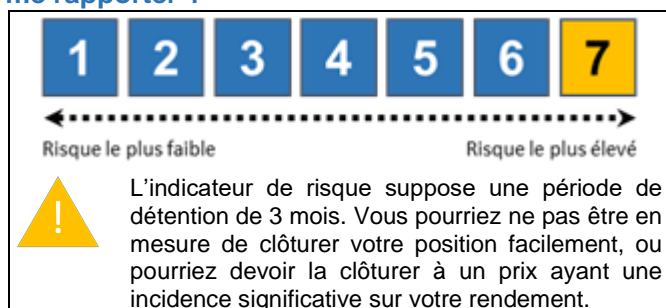 me rapporter ?
1 2 3 4 5 6 7
Risque le plus faible Risque le plus élevé
!
L'indicateur de risque suppose une période de
détention de 3 mois. Vous pourriez ne pas être en
mesure de clôturer votre position facilement, ou
pourriez devoir la clôturer à un prix ayant une
incidence significative sur votre rendement.